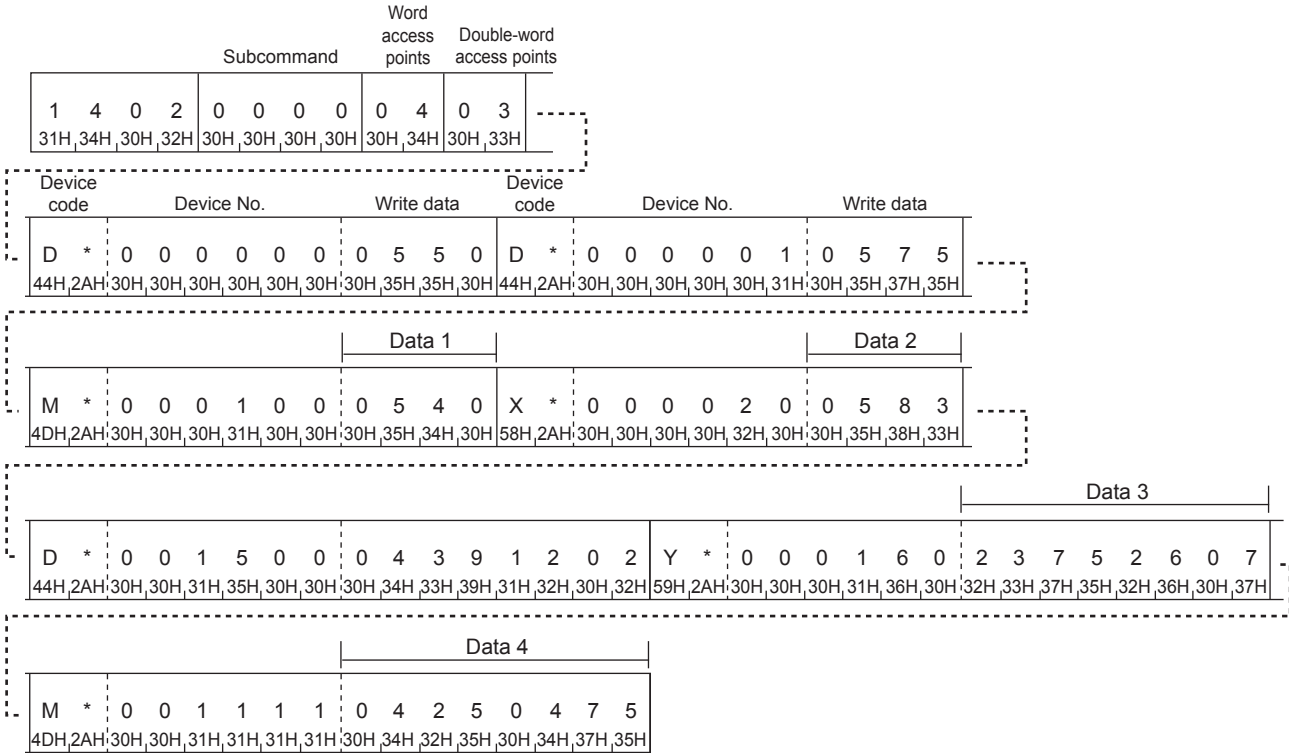 Word access points Double-word access points
Subcommand
1 4 0 2 0 0 0 0 0 4 0 3
31H 34H 30H 32H 30H 30H 30H 30H 30H 34H 30H 33H
Device code Device No. Write data Device code Device No. Write data
D * 0 0 0 0 0 0 0 5 5 0 D * 0 0 0 0 0 1 0 5 7 5
44H 2AH 30H 30H 30H 30H 30H 30H 30H 35H 35H 30H 44H 2AH 30H 30H 30H 30H 30H 31H 30H 35H 37H 35H
Data 1 Data 2
M * 0 0 0 1 0 0 0 5 4 0 X * 0 0 0 0 2 0 0 5 8 3
4DH 2AH 30H 30H 30H 31H 30H 30H 30H 35H 34H 30H 58H 2AH 30H 30H 30H 30H 32H 30H 30H 35H 38H 33H
Data 3
D * 0 0 1 5 0 0 0 4 3 9 1 2 0 2 Y * 0 0 0 1 6 0 2 3 7 5 2 6 0 7
44H 2AH 30H 30H 31H 35H 30H 30H 30H 34H 33H 39H 31H 32H 30H 32H 59H 2AH 30H 30H 30H 31H 36H 30H 32H 33H 37H 35H 32H 36H 30H 37H
Data 4
M * 0 0 1 1 1 1 0 4 2 5 0 4 7 5
4DH 2AH 30H 30H 31H 31H 31H 31H 30H 34H 32H 35H 30H 34H 37H 35H